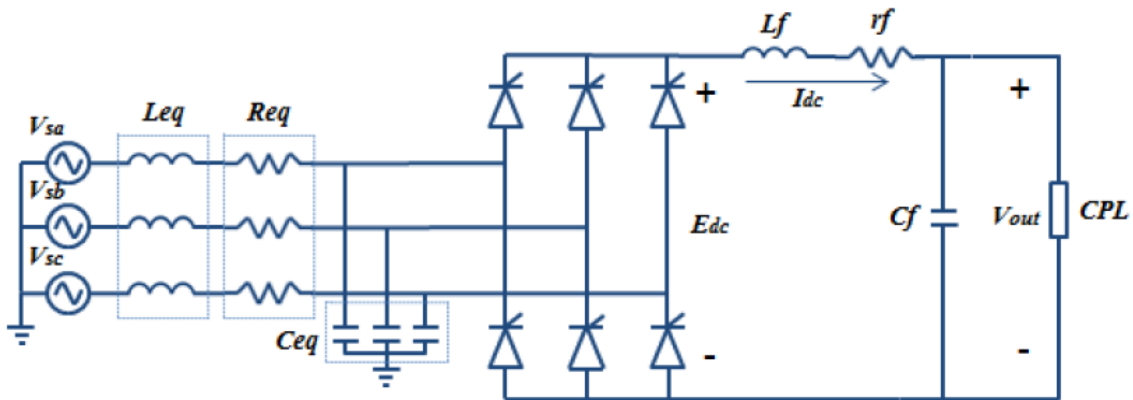 Lf
rf
Idc
+
+
Leq
Req
Vsa
Vsb
Vsc
Ceq
Edc
Cf
Vout
CPL
-
-